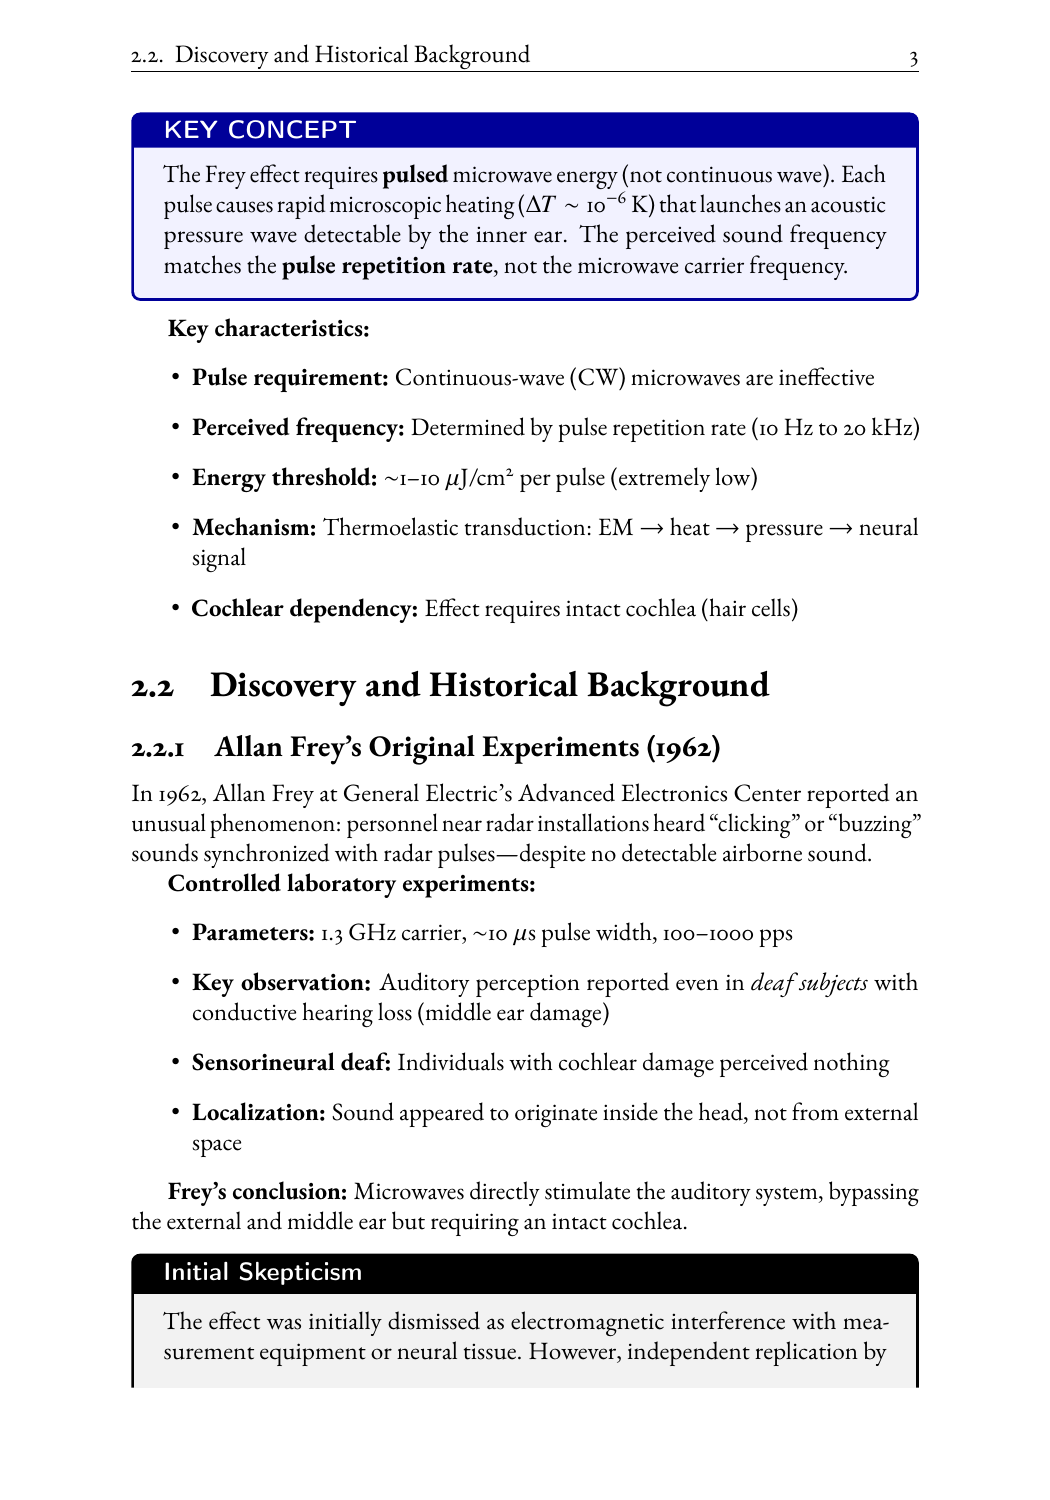 2.2. Discovery and Historical Background 3
KEY CONCEPT
The Frey effect requires pulsed microwave energy (not continuous wave). Each
pulse causes rapid microscopic heating (ΔT ∼ 10⁻⁶ K) that launches an acoustic
pressure wave detectable by the inner ear. The perceived sound frequency
matches the pulse repetition rate, not the microwave carrier frequency.
Key characteristics:
• Pulse requirement: Continuous-wave (CW) microwaves are ineffective
• Perceived frequency: Determined by pulse repetition rate (10 Hz to 20 kHz)
• Energy threshold: ~1–10 μJ/cm² per pulse (extremely low)
• Mechanism: Thermoelastic transduction: EM → heat → pressure → neural
signal
• Cochlear dependency: Effect requires intact cochlea (hair cells)
2.2 Discovery and Historical Background
2.2.1 Allan Frey’s Original Experiments (1962)
In 1962, Allan Frey at General Electric’s Advanced Electronics Center reported an
unusual phenomenon: personnel near radar installations heard “clicking” or “buzzing”
sounds synchronized with radar pulses—despite no detectable airborne sound.
Controlled laboratory experiments:
• Parameters: 1.3 GHz carrier, ~10 μs pulse width, 100–1000 pps
• Key observation: Auditory perception reported even in deaf subjects with
conductive hearing loss (middle ear damage)
• Sensorineural deaf: Individuals with cochlear damage perceived nothing
• Localization: Sound appeared to originate inside the head, not from external
space
Frey’s conclusion: Microwaves directly stimulate the auditory system, bypassing
the external and middle ear but requiring an intact cochlea.
Initial Skepticism
The effect was initially dismissed as electromagnetic interference with mea-
surement equipment or neural tissue. However, independent replication by